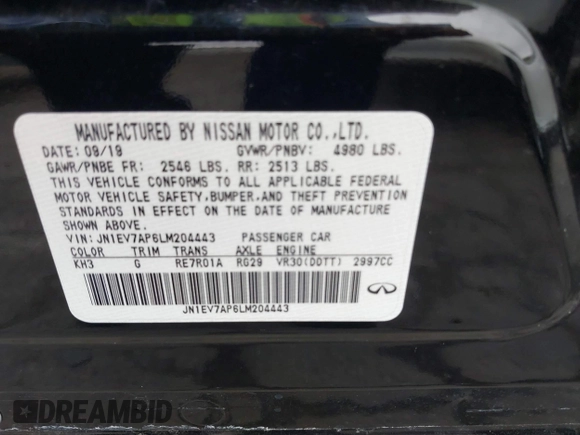 MANUFACTURED BY NISSAN MOTOR CO.,LTD.
DATE: 09/19 GVWR/PNBV: 4980 LBS.
GAWR/PNBE FR: 2546 LBS. RR: 2513 LBS.
THIS VEHICLE CONFORMS TO ALL APPLICABLE FEDERAL
MOTOR VEHICLE SAFETY,BUMPER,AND THEFT PREVENTION
STANDARDS IN EFFECT ON THE DATE OF MANUFACTURE
SHOWN ABOVE.
VIN: JN1EV7AP6LM204443 PASSENGER CAR
COLOR TRIM TRANS AXLE ENGINE
KH3 G RE7R01A RG29 VR30(DDTT) 2997CC
JN1EV7AP6LM204443
DREAMBID